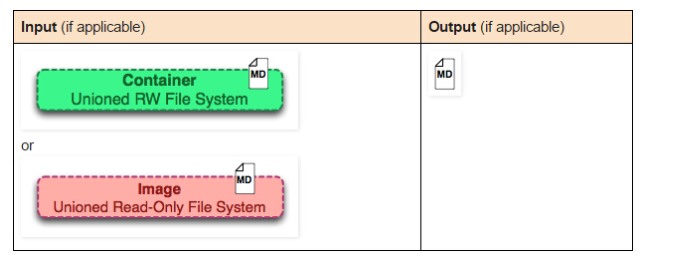 Input (if applicable)
Output (if applicable)
MD
Container
Unioned RW File System
MD
or
MD
Image
Unioned Read-Only File System